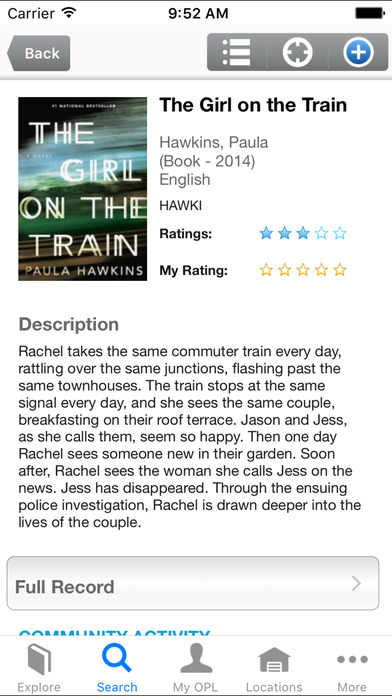 Carrier 9:52 AM
Back
The Girl on the Train
#1 NATIONAL BESTSELLER
THE
A NOVEL
GIRL
ON THE
TRAIN
PAULA HAWKINS
Hawkins, Paula
(Book - 2014)
English
HAWKI
Ratings:
My Rating:
Description
Rachel takes the same commuter train every day,
rattling over the same junctions, flashing past the
same townhouses. The train stops at the same
signal every day, and she sees the same couple,
breakfasting on their roof terrace. Jason and Jess,
as she calls them, seem so happy. Then one day
Rachel sees someone new in their garden. Soon
after, Rachel sees the woman she calls Jess on the
news. Jess has disappeared. Through the ensuing
police investigation, Rachel is drawn deeper into the
lives of the couple.
Full Record
COMMUNITY ACTIVITY
Explore Search My OPL Locations More